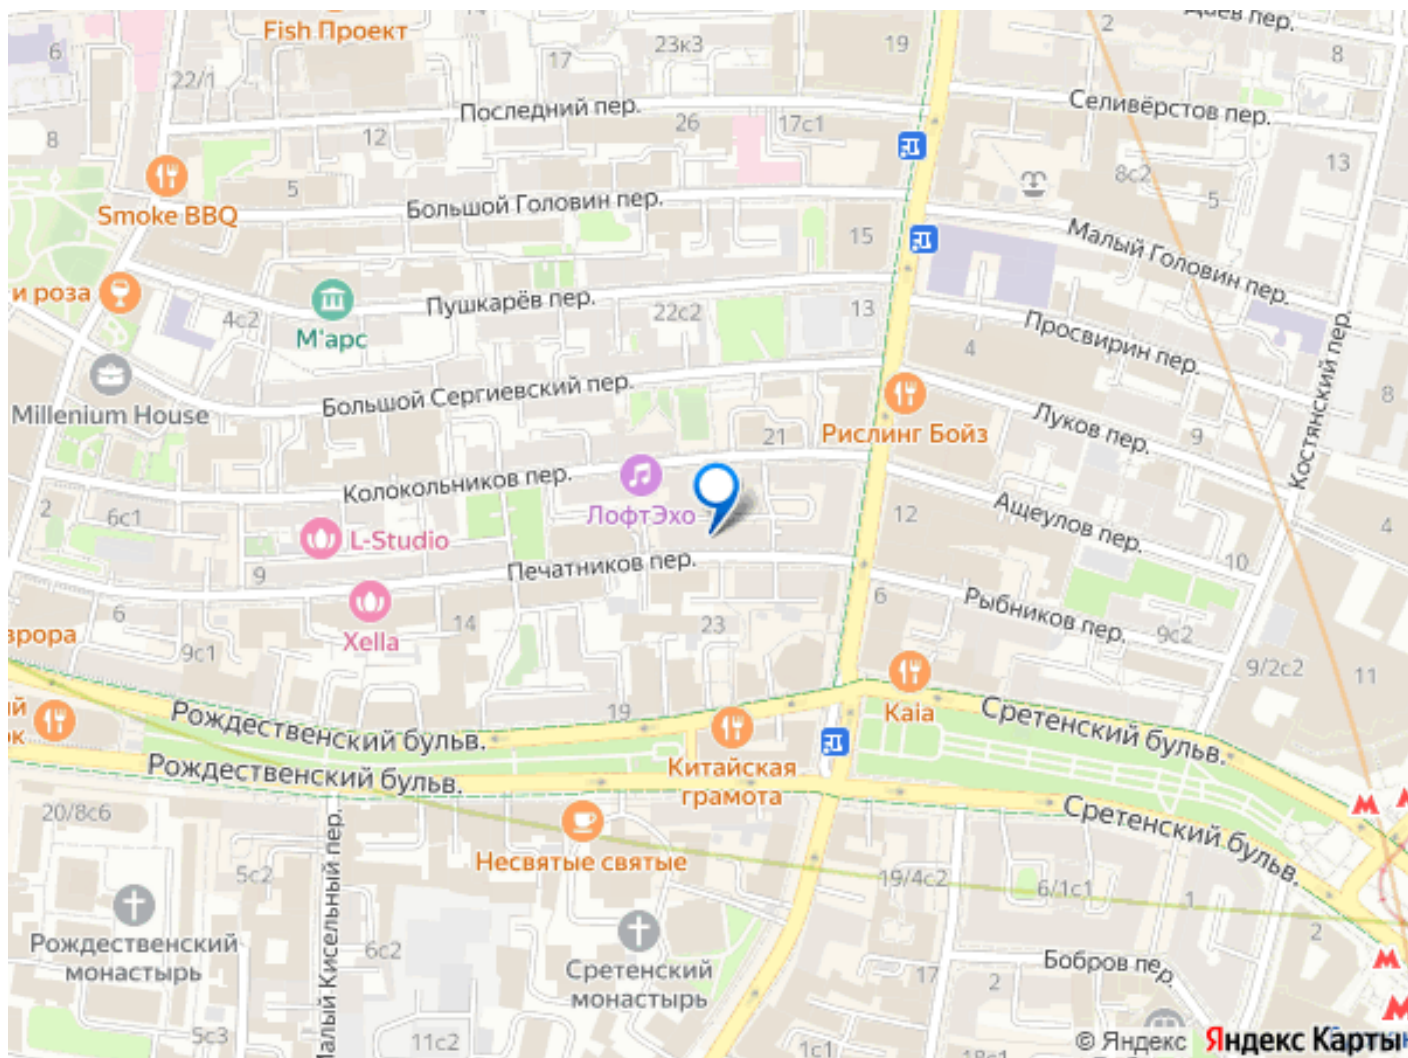 Fish Проект
Даев пер.
2
6
17
23к3
19
8
22/1
Последний пер.
Селивёрстов пер.
12
26
17с1
8
13
Smoke BBQ
5
Большой Головин пер.
8с2
5
15
Малый Головин пер.
и роза
М'арс
Пушкарёв пер.
4с2
22с2
13
Просвирин пер.
4
Millenium House
Большой Сергиевский пер.
Рислинг Бойз
21
Луков пер.
9
8
Костянский пер.
Колокольников пер.
ЛофтЭхо
2
6с1
L-Studio
12
Ащеулов пер.
4
10
9
Печатников пер.
6
Xella
14
23
6
Рыбников пер.
9с2
9с1
9/2с2
11
Рождественский бульв.
19
Kaia
Сретенский бульв.
Рождественский бульв.
Китайская
грамота
Сретенский бульв.
20/8с6
Малый Кисельный пер.
Несвятые святые
5с2
19/4с2
6/1с1
1
Рождественский
монастырь
6с2
Сретенский
монастырь
17
2
Бобров пер.
2
5с3
11с2
1с1
18с1
© Яндекс
Яндекс Карты